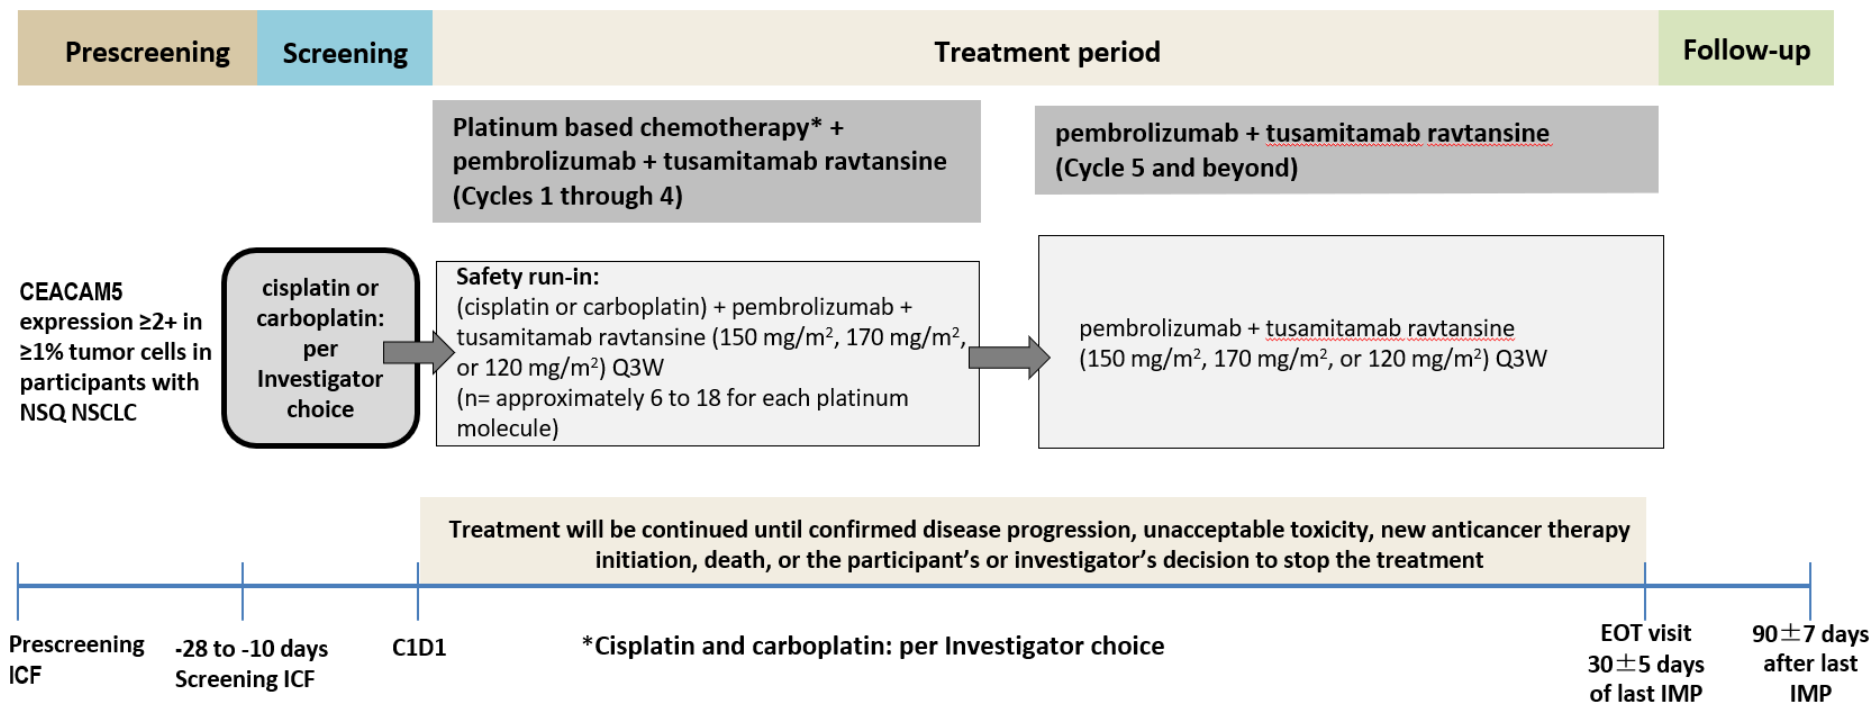 Prescreening
Screening
Treatment period
Follow-up
Platinum based chemotherapy* +
pembrolizumab + tusamitamab ravtansine
(Cycles 1 through 4)
pembrolizumab + tusamitamab ravtansine
(Cycle 5 and beyond)
CEACAM5
expression ≥2+ in
≥1% tumor cells in
participants with
NSQ NSCLC
cisplatin or
carboplatin:
per
Investigator
choice
Safety run-in:
(cisplatin or carboplatin) + pembrolizumab +
tusamitamab ravtansine (150 mg/m², 170 mg/m²,
or 120 mg/m²) Q3W
(n= approximately 6 to 18 for each platinum
molecule)
pembrolizumab + tusamitamab ravtansine
(150 mg/m², 170 mg/m², or 120 mg/m²) Q3W
Treatment will be continued until confirmed disease progression, unacceptable toxicity, new anticancer therapy
initiation, death, or the participant’s or investigator’s decision to stop the treatment
Prescreening
ICF
-28 to -10 days
Screening ICF
C1D1
*Cisplatin and carboplatin: per Investigator choice
EOT visit
30±5 days
of last IMP
90±7 days
after last
IMP